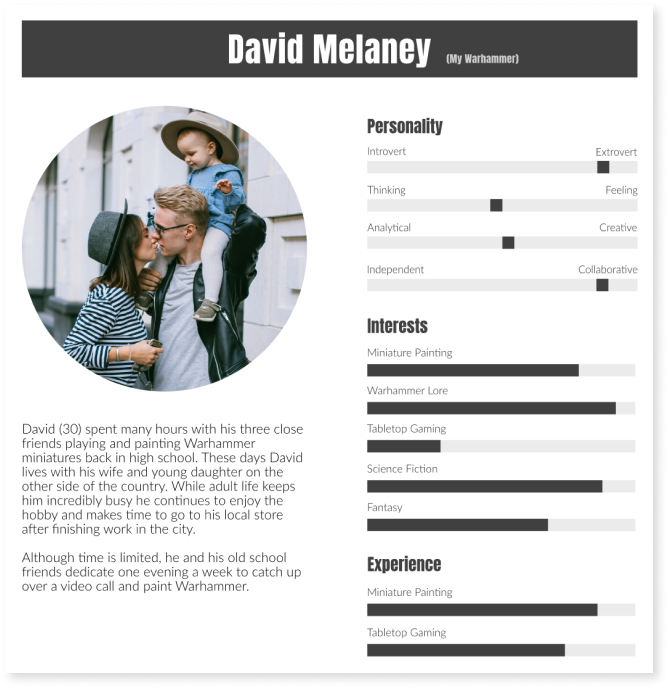 David Melaney (My Warhammer)
David (30) spent many hours with his three close
friends playing and painting Warhammer
miniatures back in high school. These days David
lives with his wife and young daughter on the
other side of the country. While adult life keeps
him incredibly busy he continues to enjoy the
hobby and makes time to go to his local store
after finishing work in the city.
Although time is limited, he and his old school
friends dedicate one evening a week to catch up
over a video call and paint Warhammer.
Personality
Introvert Extrovert
Thinking Feeling
Analytical Creative
Independent Collaborative
Interests
Miniature Painting
Warhammer Lore
Tabletop Gaming
Science Fiction
Fantasy
Experience
Miniature Painting
Tabletop Gaming